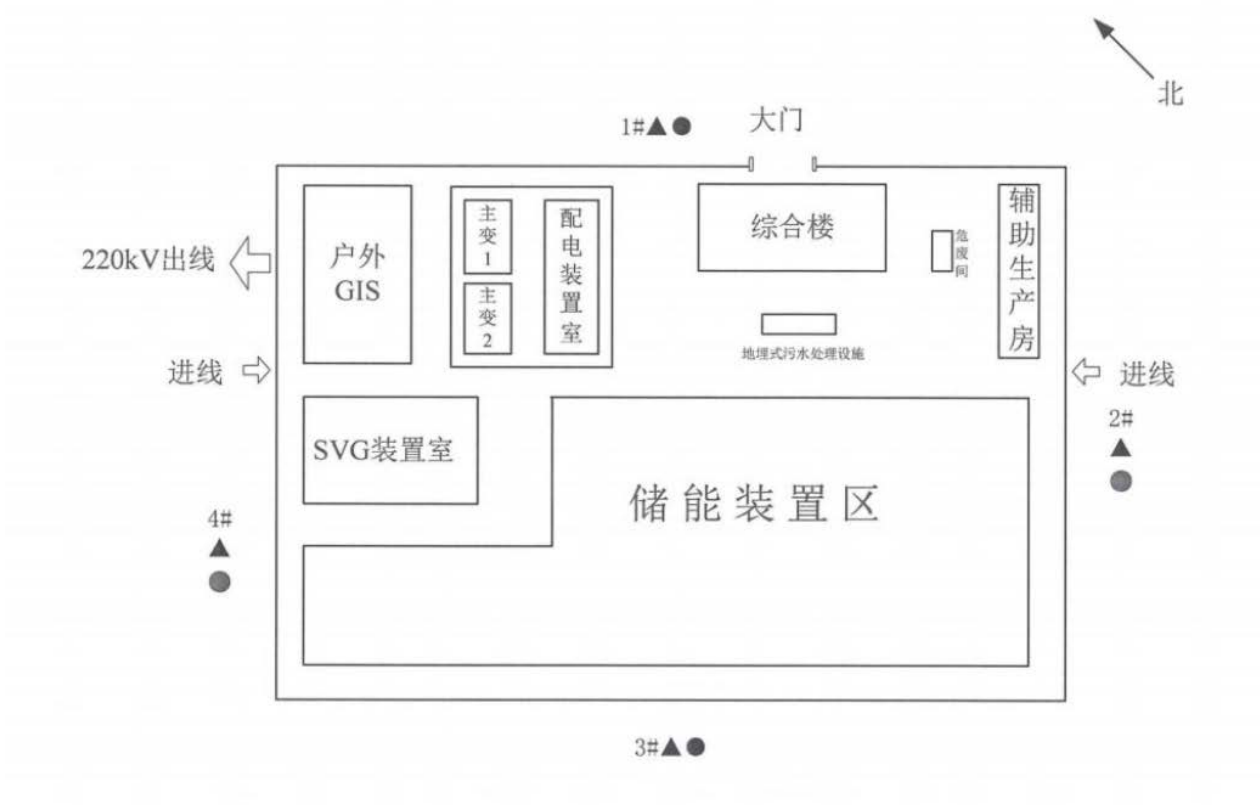 北
1#▲●
大门
220kV出线
户外
GIS
主变1
主变2
配电装置室
综合楼
危废间
辅助生产房
地埋式污水处理设施
进线
进线
2#
▲
●
SVG装置室
储能装置区
4#
▲
●
3#▲●